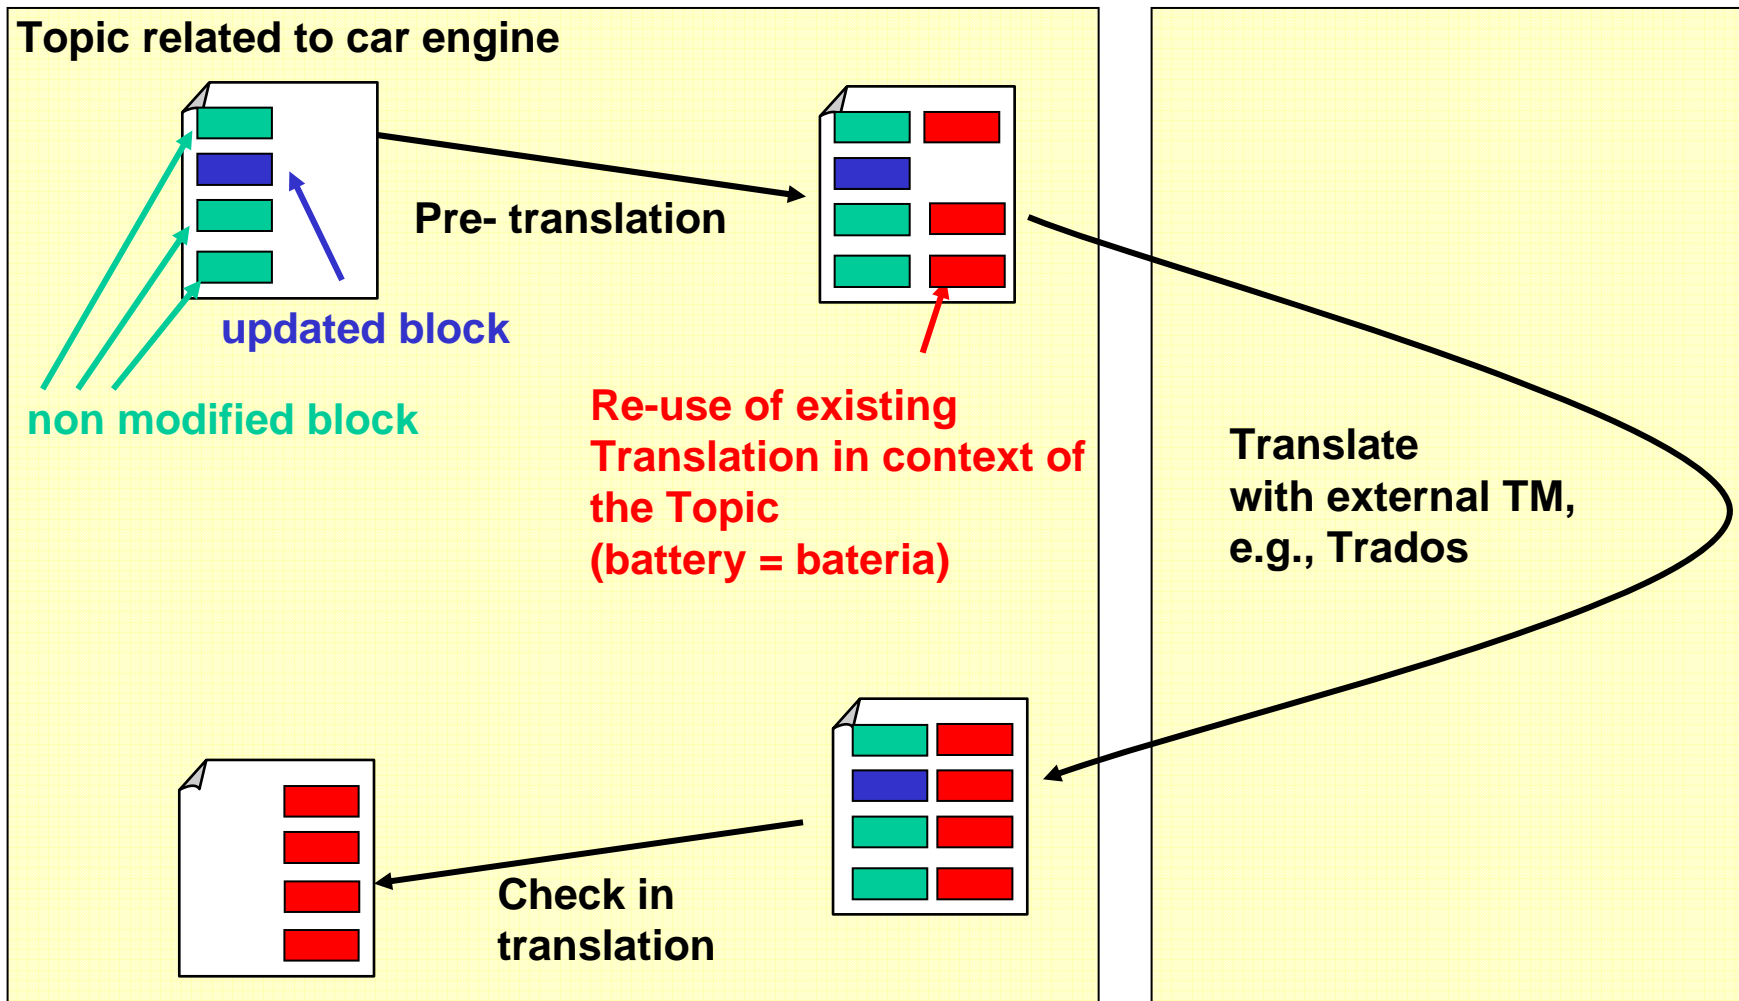 Topic related to car engine
Pre- translation
updated block
non modified block
Re-use of existing
Translation in context of
the Topic
(battery = bateria)
Translate
with external TM,
e.g., Trados
Check in
translation